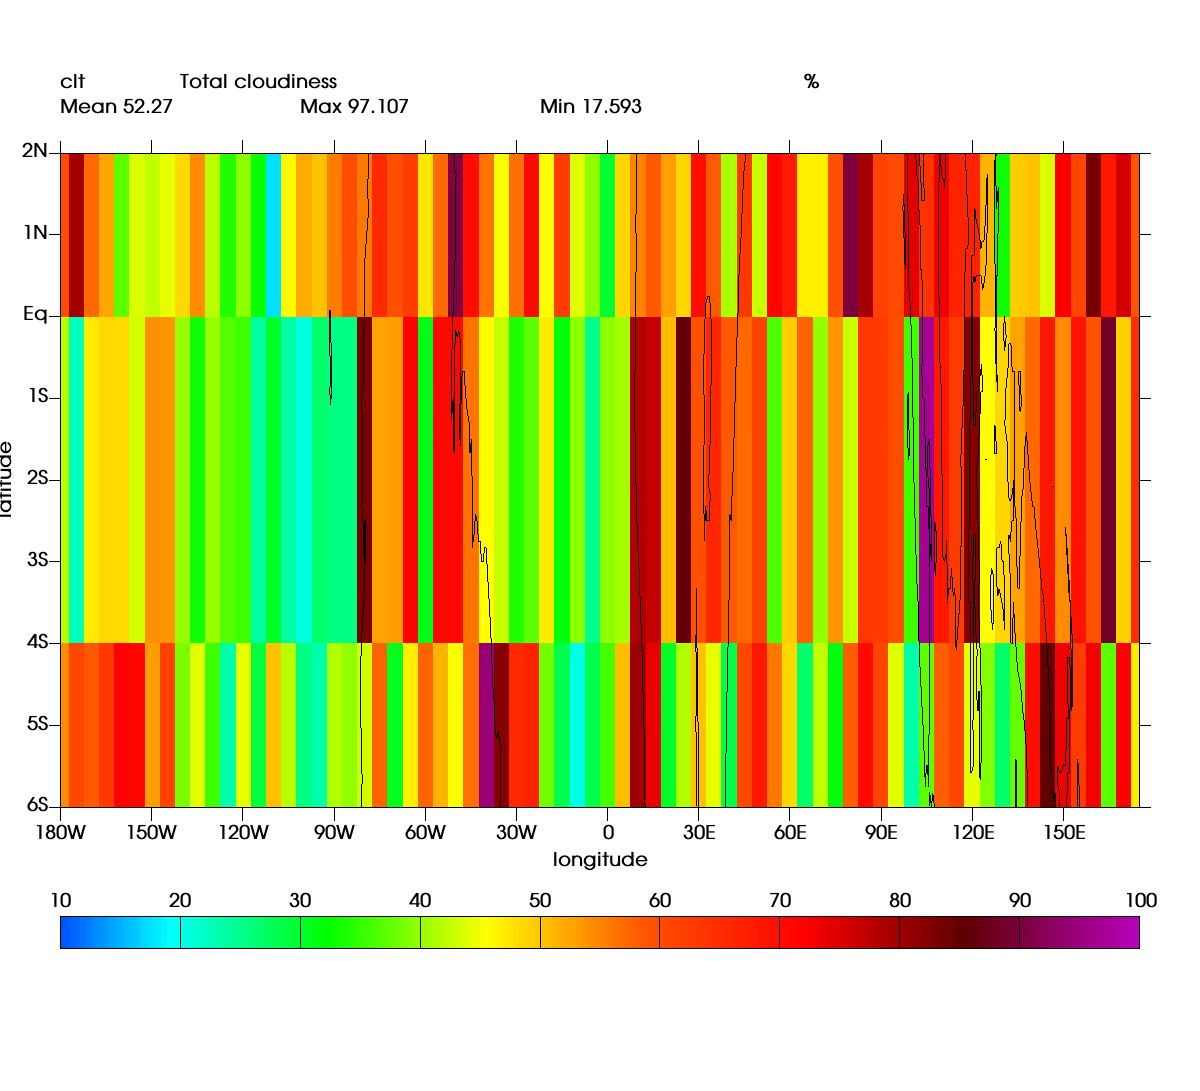 clt Total cloudiness %
Mean 52.27 Max 97.107 Min 17.593
2N
1N
Eq
1S
2S
3S
4S
5S
6S
latitude
180W 150W 120W 90W 60W 30W 0 30E 60E 90E 120E 150E
longitude
10 20 30 40 50 60 70 80 90 100